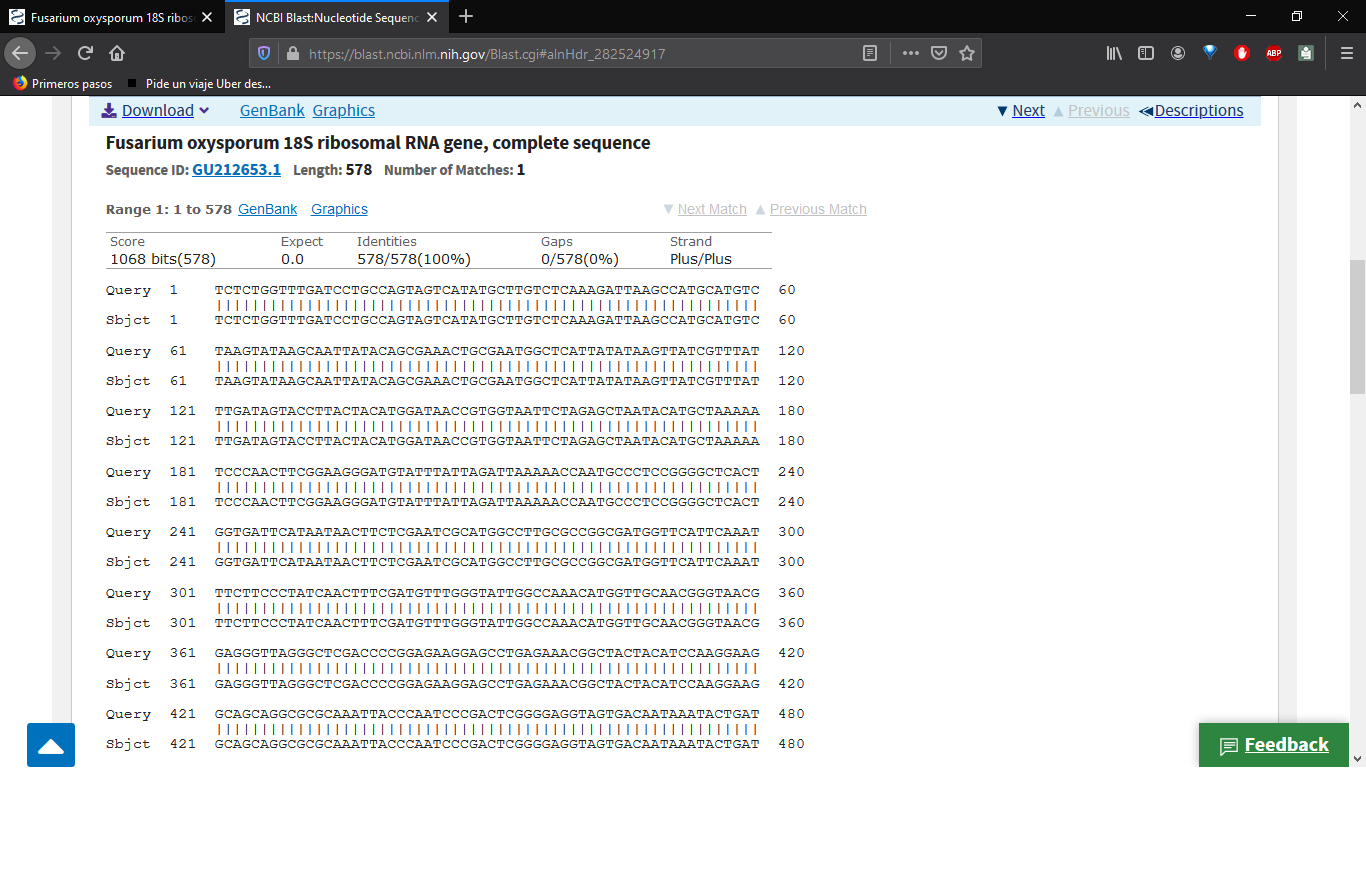 Fusarium oxysporum 18S ribos
NCBI Blast:Nucleotide Sequenc
https://blast.ncbi.nlm.nih.gov/Blast.cgi#alnHdr_282524917
ABP
Primeros pasos Pide un viaje Uber des...
Download GenBank Graphics Next Previous Descriptions
Fusarium oxysporum 18S ribosomal RNA gene, complete sequence
Sequence ID: GU212653.1 Length: 578 Number of Matches: 1
Range 1: 1 to 578 GenBank Graphics Next Match Previous Match
Score Expect Identities Gaps Strand
1068 bits(578) 0.0 578/578(100%) 0/578(0%) Plus/Plus
Query 1 TCTCTGGTTTGATCCTGCCAGTAGTCATATGCTTGTCTCAAAGATTAAGCCATGCATGTC 60
Sbjct 1 TCTCTGGTTTGATCCTGCCAGTAGTCATATGCTTGTCTCAAAGATTAAGCCATGCATGTC 60
Query 61 TAAGTATAAGCAATTATACAGCGAAACTGCGAATGGCTCATTATATAAGTTATCGTTTAT 120
Sbjct 61 TAAGTATAAGCAATTATACAGCGAAACTGCGAATGGCTCATTATATAAGTTATCGTTTAT 120
Query 121 TTGATAGTACCTTACTACATGGATAACCGTGGTAATTCTAGAGCTAATACATGCTAAAAA 180
Sbjct 121 TTGATAGTACCTTACTACATGGATAACCGTGGTAATTCTAGAGCTAATACATGCTAAAAA 180
Query 181 TCCCAACTTCGGAAGGGATGTATTTATTAGATTAAAAACCAATGCCCTCCGGGGCTCACT 240
Sbjct 181 TCCCAACTTCGGAAGGGATGTATTTATTAGATTAAAAACCAATGCCCTCCGGGGCTCACT 240
Query 241 GGTGATTCATAATAACTTCTCGAATCGCATGGCCTTGCGCCGGCGATGGTTCATTCAAAT 300
Sbjct 241 GGTGATTCATAATAACTTCTCGAATCGCATGGCCTTGCGCCGGCGATGGTTCATTCAAAT 300
Query 301 TTCTTCCCTATCAACTTTCGATGTTTGGGTATTGGCCAAACATGGTTGCAACGGGTAACG 360
Sbjct 301 TTCTTCCCTATCAACTTTCGATGTTTGGGTATTGGCCAAACATGGTTGCAACGGGTAACG 360
Query 361 GAGGGTTAGGGCTCGACCCCGGAGAAGGAGCCTGAGAAACGGCTACTACATCCAAGGAAG 420
Sbjct 361 GAGGGTTAGGGCTCGACCCCGGAGAAGGAGCCTGAGAAACGGCTACTACATCCAAGGAAG 420
Query 421 GCAGCAGGCGCGCAAATTACCCAATCCCGACTCGGGGAGGTAGTGACAATAAATACTGAT 480
Sbjct 421 GCAGCAGGCGCGCAAATTACCCAATCCCGACTCGGGGAGGTAGTGACAATAAATACTGAT 480
Feedback